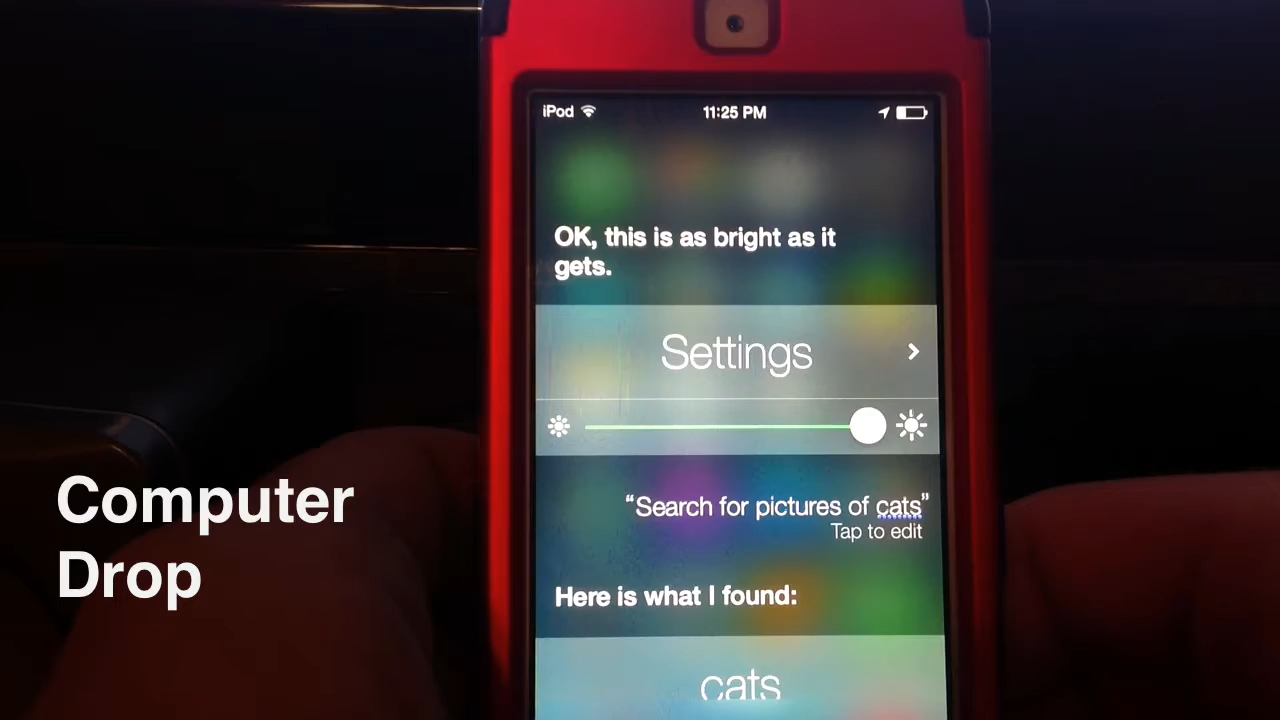 iPod
11:25 PM
OK, this is as bright as it
gets.
Settings
“Search for pictures of cats”
Tap to edit
Here is what I found:
cats
Computer
Drop